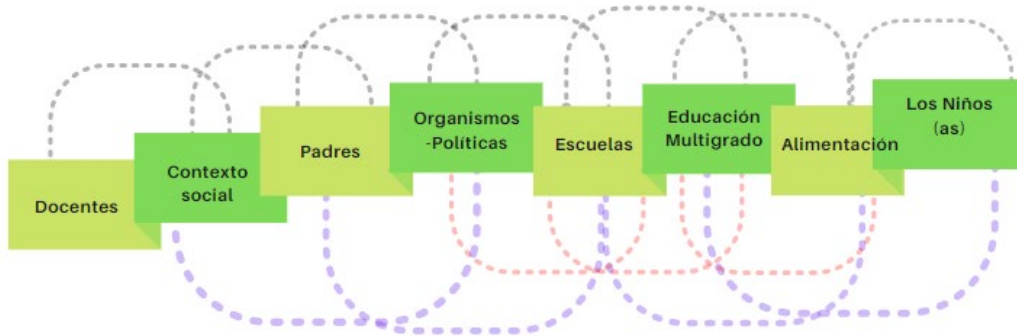 Docentes
Contexto
social
Padres
Organismos
-Políticas
Escuelas
Educación
Multigrado
Alimentación
Los Niños
(as)